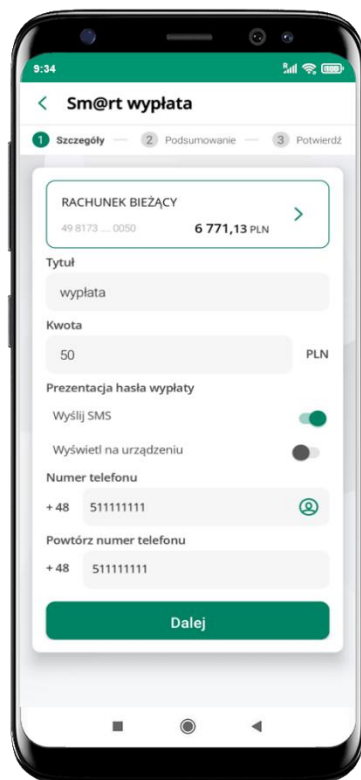 9:34
Sm@rt wypłata
1 Szczegóły 2 Podsumowanie 3 Potwierdź
RACHUNEK BIEŻĄCY
49 8173 ... 0050 6 771,13 PLN
Tytuł
wypłata
Kwota
50 PLN
Prezentacja hasła wypłaty
Wyślij SMS
Wyświetl na urządzeniu
Numer telefonu
+ 48 511111111
Powtórz numer telefonu
+ 48 511111111
Dalej